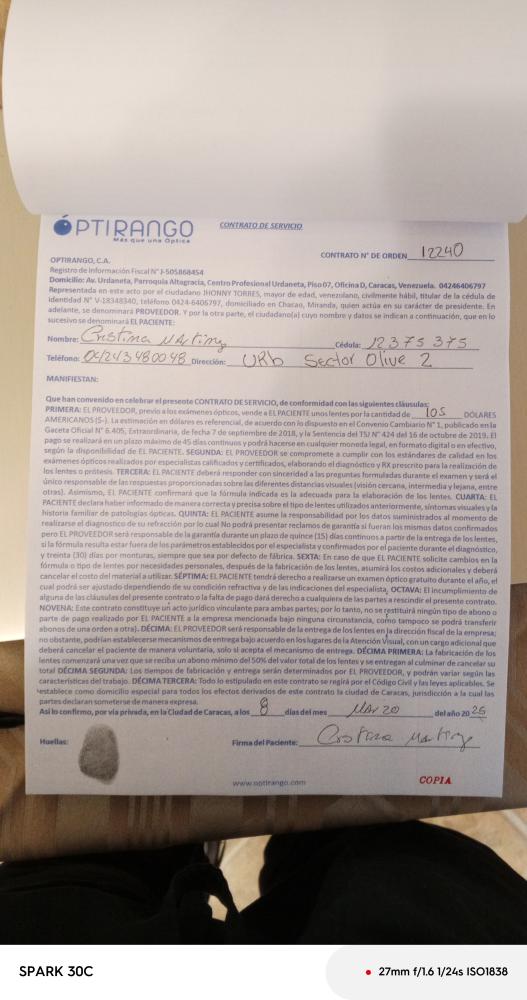 ÓPTIRANGO
Más que una Óptica
CONTRATO DE SERVICIO
CONTRATO N° DE ORDEN 12240
OPTIRANGO, C.A.
Registro de Información Fiscal N° J-505868454
Domicilio: Av. Urdaneta, Parroquia Altagracia, Centro Profesional Urdaneta, Piso 07, Oficina D, Caracas, Venezuela. 04246406797
Representada en este acto por el ciudadano JHONNY TORRES, mayor de edad, venezolano, civilmente hábil, titular de la cédula de
identidad N° V-18348340, teléfono 0424-6406797, domiciliado en Chacao, Miranda, quien actúa en su carácter de presidente. En
adelante, se denominará PROVEEDOR. Y por la otra parte, el ciudadano(a) cuyo nombre y datos se indican a continuación, que en lo
sucesivo se denominará EL PACIENTE:
Nombre: Cristina Martinez Cédula: 12375375
Teléfono: 04243480048 Dirección: URb Sector Olive 2
MANIFIESTAN:
Que han convenido en celebrar el presente CONTRATO DE SERVICIO, de conformidad con las siguientes cláusulas:
PRIMERA: EL PROVEEDOR, previo a los exámenes ópticos, vende a EL PACIENTE unos lentes por la cantidad de 105 DÓLARES
AMERICANOS ($-). La estimación en dólares es referencial, de acuerdo con lo dispuesto en el Convenio Cambiario N° 1, publicado en la
Gaceta Oficial N° 6.405, Extraordinaria, de fecha 7 de septiembre de 2018, y la Sentencia del TSJ N° 424 del 16 de octubre de 2019. El
pago se realizará en un plazo máximo de 45 días continuos y podrá hacerse en cualquier moneda legal, en formato digital o en efectivo,
según la disponibilidad de EL PACIENTE. SEGUNDA: EL PROVEEDOR se compromete a cumplir con los estándares de calidad en los
exámenes ópticos realizados por especialistas calificados y certificados, elaborando el diagnóstico y RX prescrito para la realización de
los lentes o prótesis. TERCERA: EL PACIENTE deberá responder con sinceridad a las preguntas formuladas durante el examen y será el
único responsable de las respuestas proporcionadas sobre las diferentes distancias visuales (visión cercana, intermedia y lejana, entre
otras). Asimismo, EL PACIENTE confirmará que la fórmula indicada es la adecuada para la elaboración de los lentes. CUARTA: EL
PACIENTE declara haber informado de manera correcta y precisa sobre el tipo de lentes utilizados anteriormente, síntomas visuales y la
historia familiar de patologías ópticas. QUINTA: EL PACIENTE asume la responsabilidad por los datos suministrados al momento de
realizarse el diagnostico de su refracción por lo cual No podrá presentar reclamos de garantía si fueran los mismos datos confirmados
pero EL PROVEEDOR será responsable de la garantía durante un plazo de quince (15) días continuos a partir de la entrega de los lentes,
si la fórmula resulta estar fuera de los parámetros establecidos por el especialista y confirmados por el paciente durante el diagnóstico,
y treinta (30) días por monturas, siempre que sea por defecto de fábrica. SEXTA: En caso de que EL PACIENTE solicite cambios en la
fórmula o tipo de lentes por necesidades personales, después de la fabricación de los lentes, asumirá los costos adicionales y deberá
cancelar el costo del material a utilizar. SÉPTIMA: EL PACIENTE tendrá derecho a realizarse un examen óptico gratuito durante el año, el
cual podrá ser ajustado dependiendo de su condición refractiva y de las indicaciones del especialista, OCTAVA: El incumplimiento de
alguna de las cláusulas del presente contrato o la falta de pago dará derecho a cualquiera de las partes a rescindir el presente contrato.
NOVENA: Este contrato constituye un acto jurídico vinculante para ambas partes; por lo tanto, no se restituirá ningún tipo de abono o
parte de pago realizado por EL PACIENTE a la empresa mencionada bajo ninguna circunstancia, como tampoco se podrá transferir
abonos de una orden a otra). DÉCIMA: EL PROVEEDOR será responsable de la entrega de los lentes en la dirección fiscal de la empresa;
no obstante, podrían establecerse mecanismos de entrega bajo acuerdo en los lugares de la Atención Visual, con un cargo adicional que
deberá cancelar el paciente de manera voluntaria, solo si acepta el mecanismo de entrega. DÉCIMA PRIMERA: La fabricación de los
lentes comenzará una vez que se reciba un abono mínimo del 50% del valor total de los lentes y se entregan al culminar de cancelar su
total DÉCIMA SEGUNDA: Los tiempos de fabricación y entrega serán determinados por EL PROVEEDOR, y podrán variar según las
características del trabajo. DÉCIMA TERCERA: Todo lo estipulado en este contrato se regirá por el Código Civil y las leyes aplicables. Se
establece como domicilio especial para todos los efectos derivados de este contrato la ciudad de Caracas, jurisdicción a la cual las
partes declaran someterse de manera expresa.
Así lo confirmo, por vía privada, en la Ciudad de Caracas, a los 8 días del mes Marzo del año 2026
Huellas: Firma del Paciente: Cristina Martinez
www.optirango.com
COPIA
SPARK 30C
27mm f/1.6 1/24s ISO1838